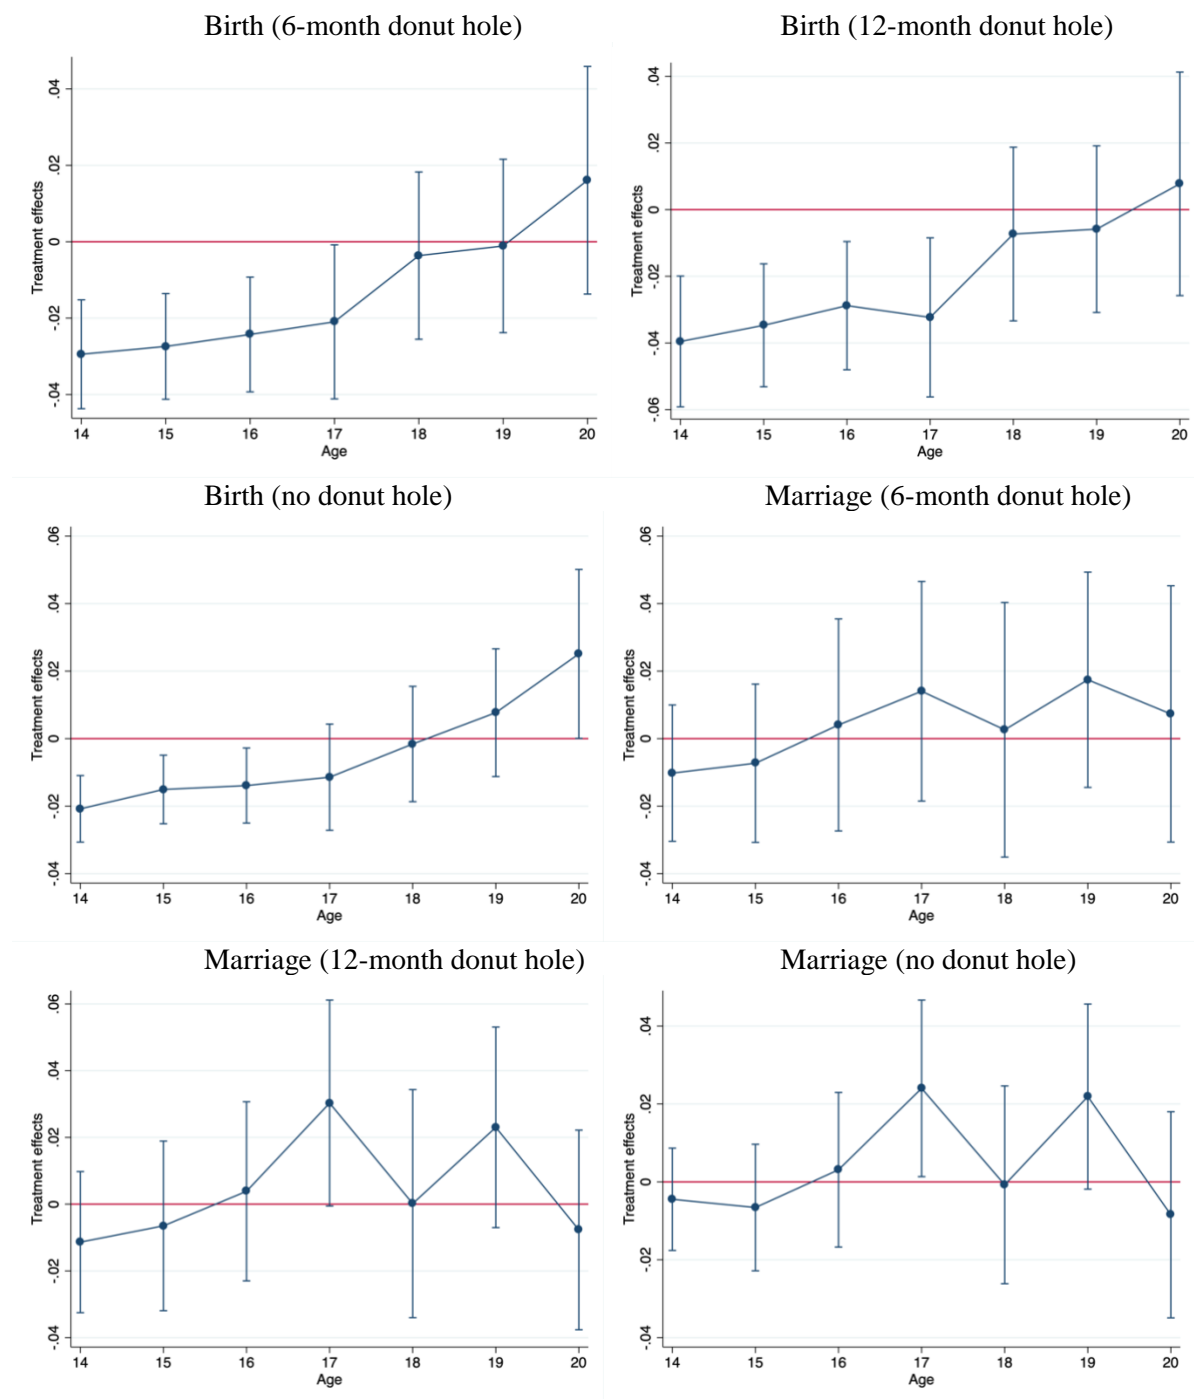 Birth (6-month donut hole)
Treatment effects
.04
.02
0
-.02
-.04
14 15 16 17 18 19 20
Age
Birth (12-month donut hole)
Treatment effects
.04
.02
0
-.02
-.04
-.06
14 15 16 17 18 19 20
Age
Birth (no donut hole)
Treatment effects
.06
.04
.02
0
-.02
-.04
14 15 16 17 18 19 20
Age
Marriage (6-month donut hole)
Treatment effects
.06
.04
.02
0
-.02
-.04
14 15 16 17 18 19 20
Age
Marriage (12-month donut hole)
Treatment effects
.06
.04
.02
0
-.02
-.04
14 15 16 17 18 19 20
Age
Marriage (no donut hole)
Treatment effects
.04
.02
0
-.02
-.04
14 15 16 17 18 19 20
Age